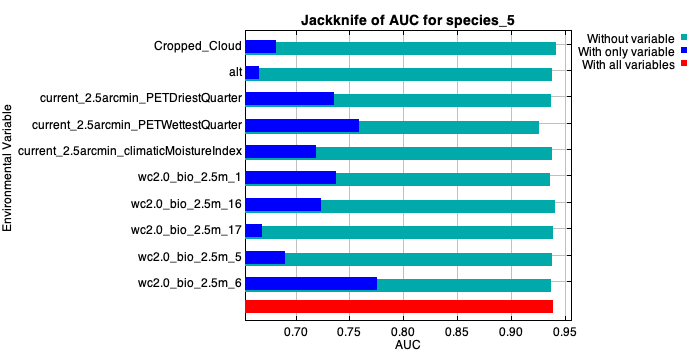 Jackknife of AUC for species_5
Without variable
With only variable
With all variables
Environmental Variable
Cropped_Cloud
alt
current_2.5arcmin_PETDriestQuarter
current_2.5arcmin_PETWettestQuarter
current_2.5arcmin_climaticMoistureIndex
wc2.0_bio_2.5m_1
wc2.0_bio_2.5m_16
wc2.0_bio_2.5m_17
wc2.0_bio_2.5m_5
wc2.0_bio_2.5m_6
0.70 0.75 0.80 0.85 0.90 0.95
AUC